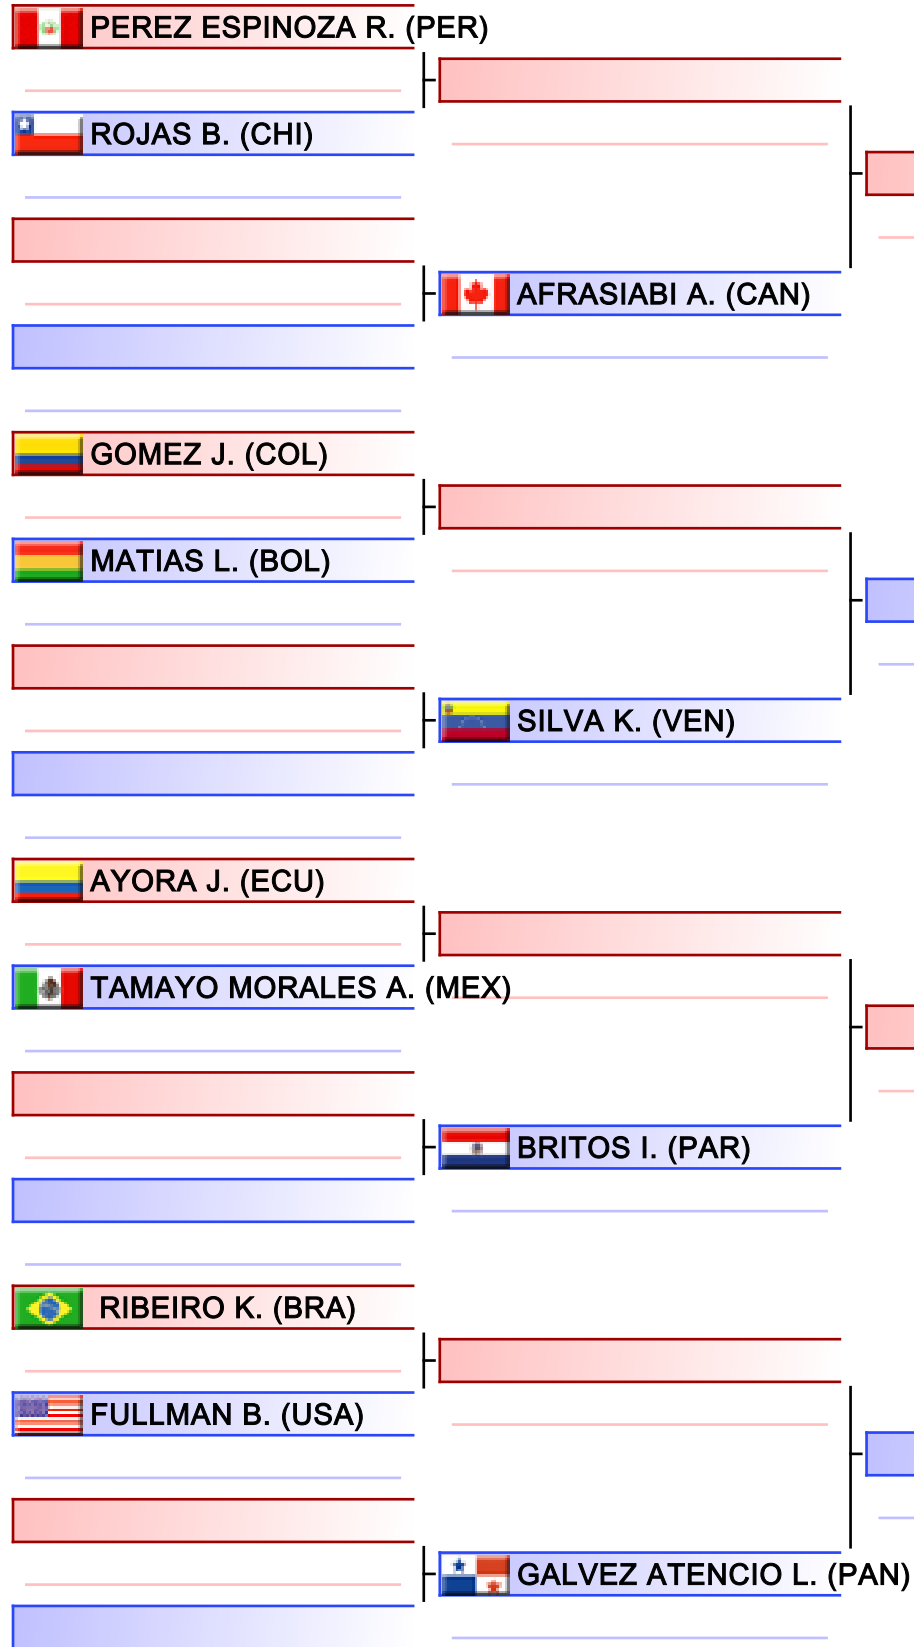 PEREZ ESPINOZA R. (PER)
ROJAS B. (CHI)
AFRASIABI A. (CAN)
GOMEZ J. (COL)
MATIAS L. (BOL)
SILVA K. (VEN)
AYORA J. (ECU)
TAMAYO MORALES A. (MEX)
BRITOS I. (PAR)
RIBEIRO K. (BRA)
FULLMAN B. (USA)
GALVEZ ATENCIO L. (PAN)